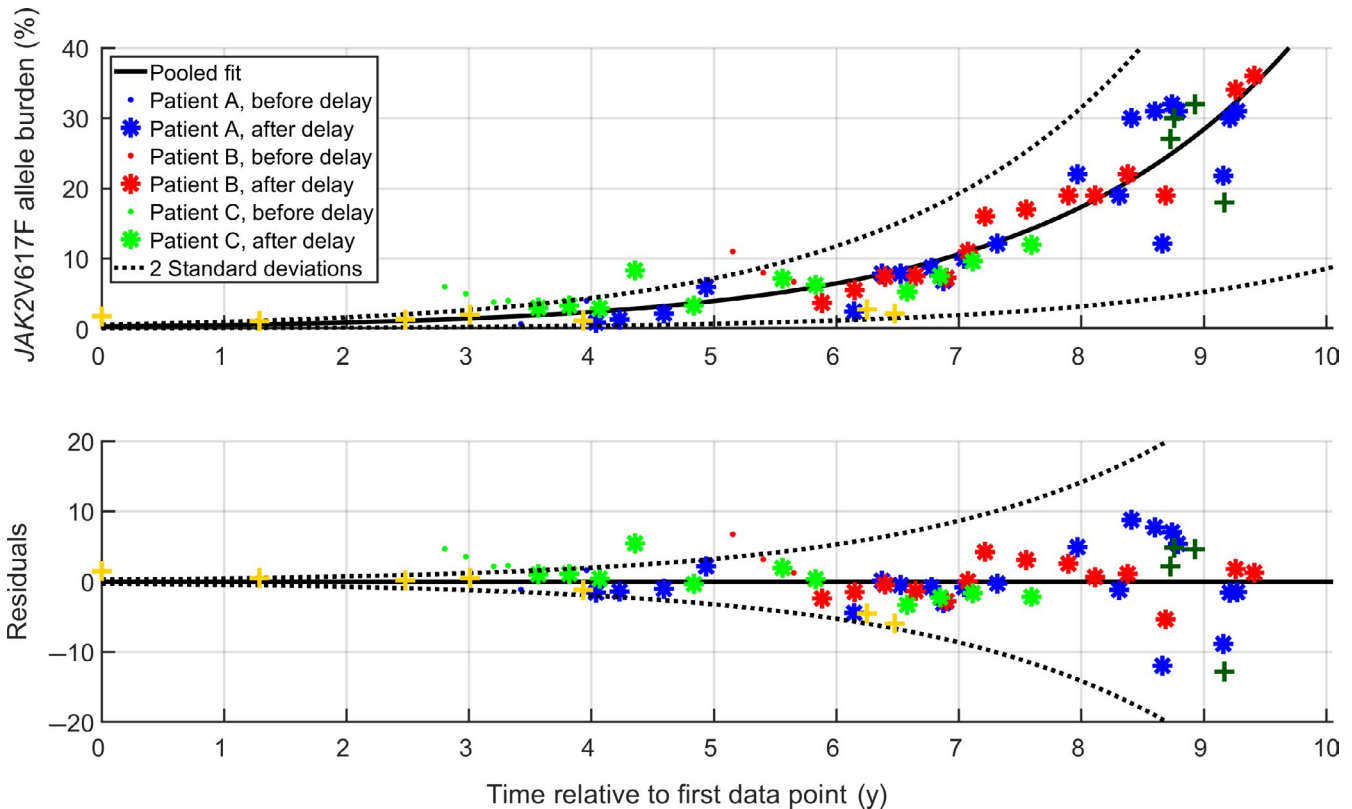 JAK2V617F allele burden (%)
40
30
20
10
0
Pooled fit
Patient A, before delay
Patient A, after delay
Patient B, before delay
Patient B, after delay
Patient C, before delay
Patient C, after delay
2 Standard deviations
0 1 2 3 4 5 6 7 8 9 10
Residuals
20
10
0
−10
−20
0 1 2 3 4 5 6 7 8 9 10
Time relative to first data point (y)